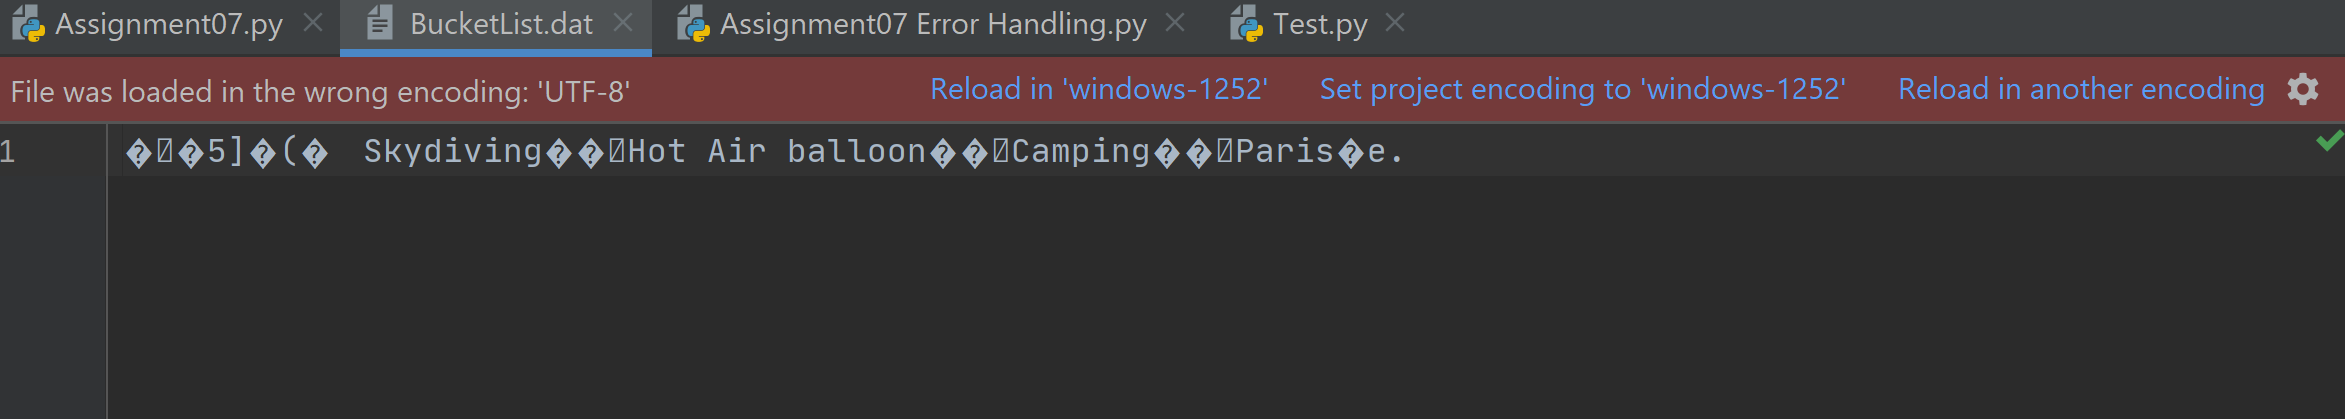 Assignment07.py BucketList.dat Assignment07 Error Handling.py Test.py
File was loaded in the wrong encoding: 'UTF-8' Reload in 'windows-1252' Set project encoding to 'windows-1252' Reload in another encoding
1 �␕�5]�(� Skydiving��Hot Air balloon��Camping��Paris�e.